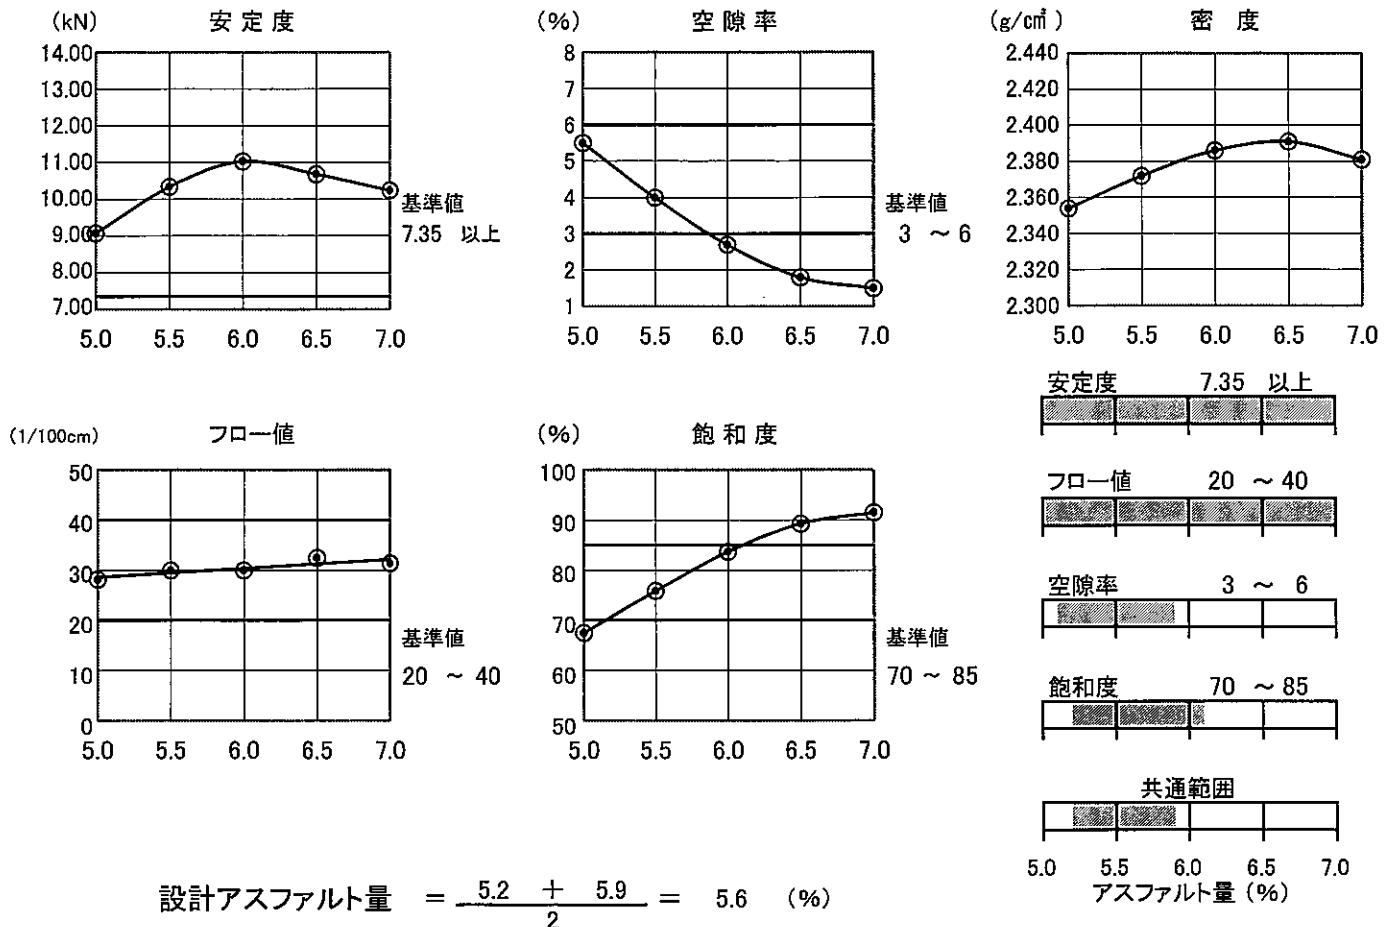 (kN) 安定度
14.00
13.00
12.00
11.00
10.00
9.00
8.00
7.00
5.0 5.5 6.0 6.5 7.0
基準値
7.35 以上
(%) 空隙率
8
7
6
5
4
3
2
1
5.0 5.5 6.0 6.5 7.0
基準値
3 ～ 6
(g/c㎥) 密度
2.440
2.420
2.400
2.380
2.360
2.340
2.320
2.300
5.0 5.5 6.0 6.5 7.0
(1/100cm) フロー値
50
40
30
20
10
0
5.0 5.5 6.0 6.5 7.0
基準値
20 ～ 40
(%) 飽和度
100
90
80
70
60
50
5.0 5.5 6.0 6.5 7.0
基準値
70 ～ 85
安定度 7.35 以上
フロー値 20 ～ 40
空隙率 3 ～ 6
飽和度 70 ～ 85
共通範囲
5.0 5.5 6.0 6.5 7.0
アスファルト量 (%)
設計アスファルト量 = 5.2 + 5.9 = 5.6 (%)
2